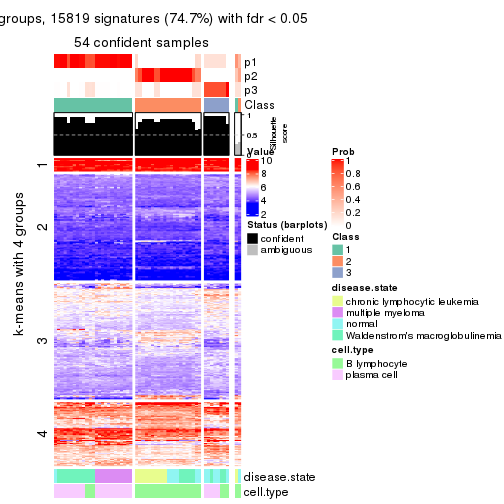 groups, 15819 signatures (74.7%) with fdr < 0.05
54 confident samples
p1
p2
p3
Class
1
0.5
0
Silhouette
score
k-means with 4 groups
1
2
3
4
disease.state
cell.type
Value
10
8
6
4
2
Status (barplots)
confident
ambiguous
Prob
1
0.8
0.6
0.4
0.2
0
Class
1
2
3
disease.state
chronic lymphocytic leukemia
multiple myeloma
normal
Waldenstrom's macroglobulinemia
cell.type
B lymphocyte
plasma cell